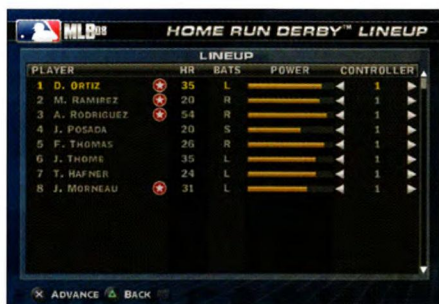 MLB 08 HOME RUN DERBY™ LINEUP
LINEUP
PLAYER HR BATS POWER CONTROLLER
1 D. ORTIZ 35 L 1
2 M. RAMIREZ 20 R 1
3 A. RODRIGUEZ 54 R 1
4 J. POSADA 20 S 1
5 F. THOMAS 26 R 1
6 J. THOME 35 L 1
7 T. HAFNER 24 L 1
8 J. MORNEAU 31 L 1
ADVANCE BACK